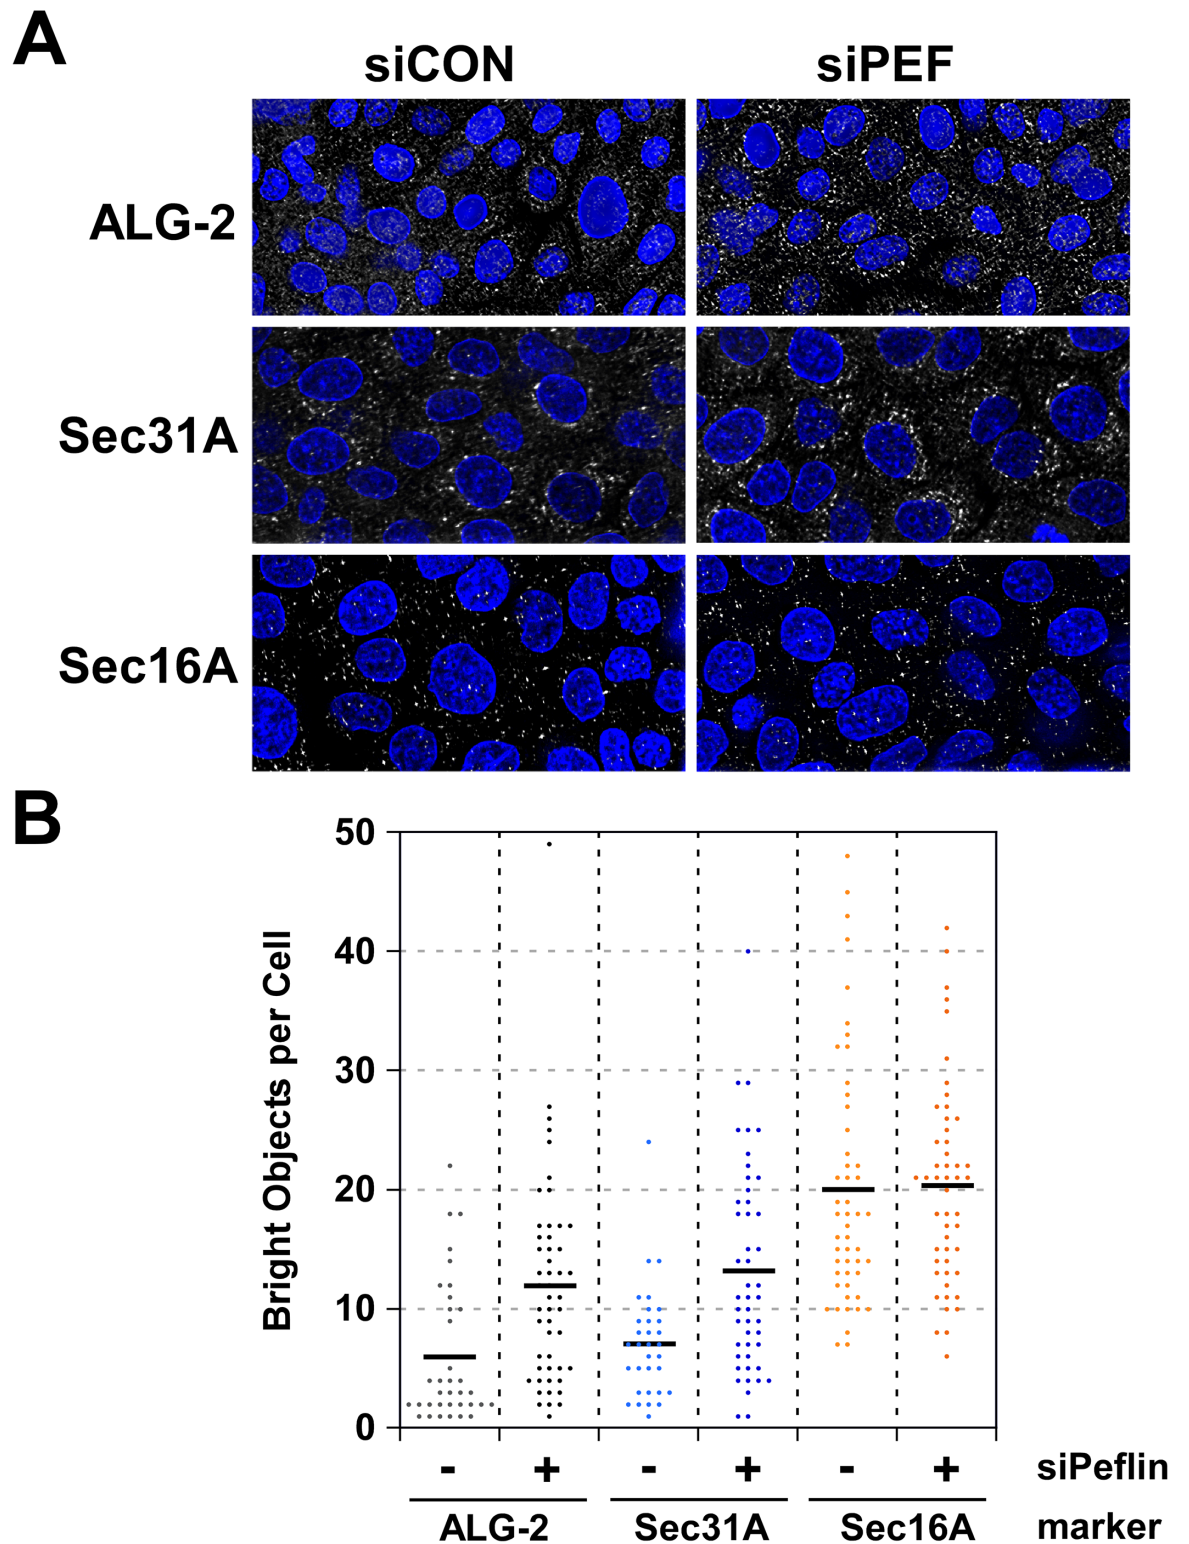 A
siCON siPEF
ALG-2
Sec31A
Sec16A
B
Bright Objects per Cell
50
40
30
20
10
0
- + - + - + siPeflin
ALG-2 Sec31A Sec16A marker